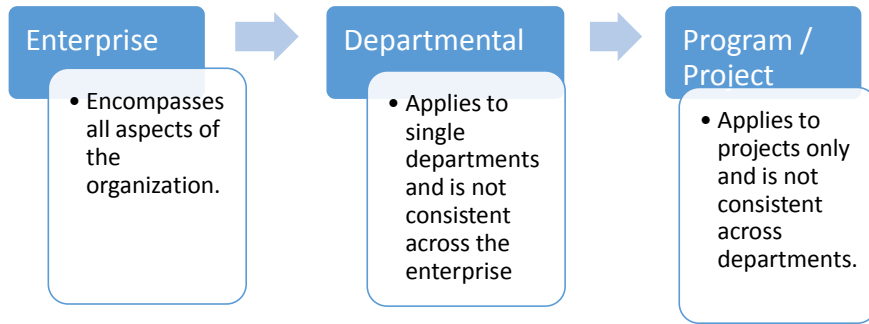 Enterprise
• Encompasses
all aspects of
the
organization.
Departmental
• Applies to
single
departments
and is not
consistent
across the
enterprise
Program /
Project
• Applies to
projects only
and is not
consistent
across
departments.